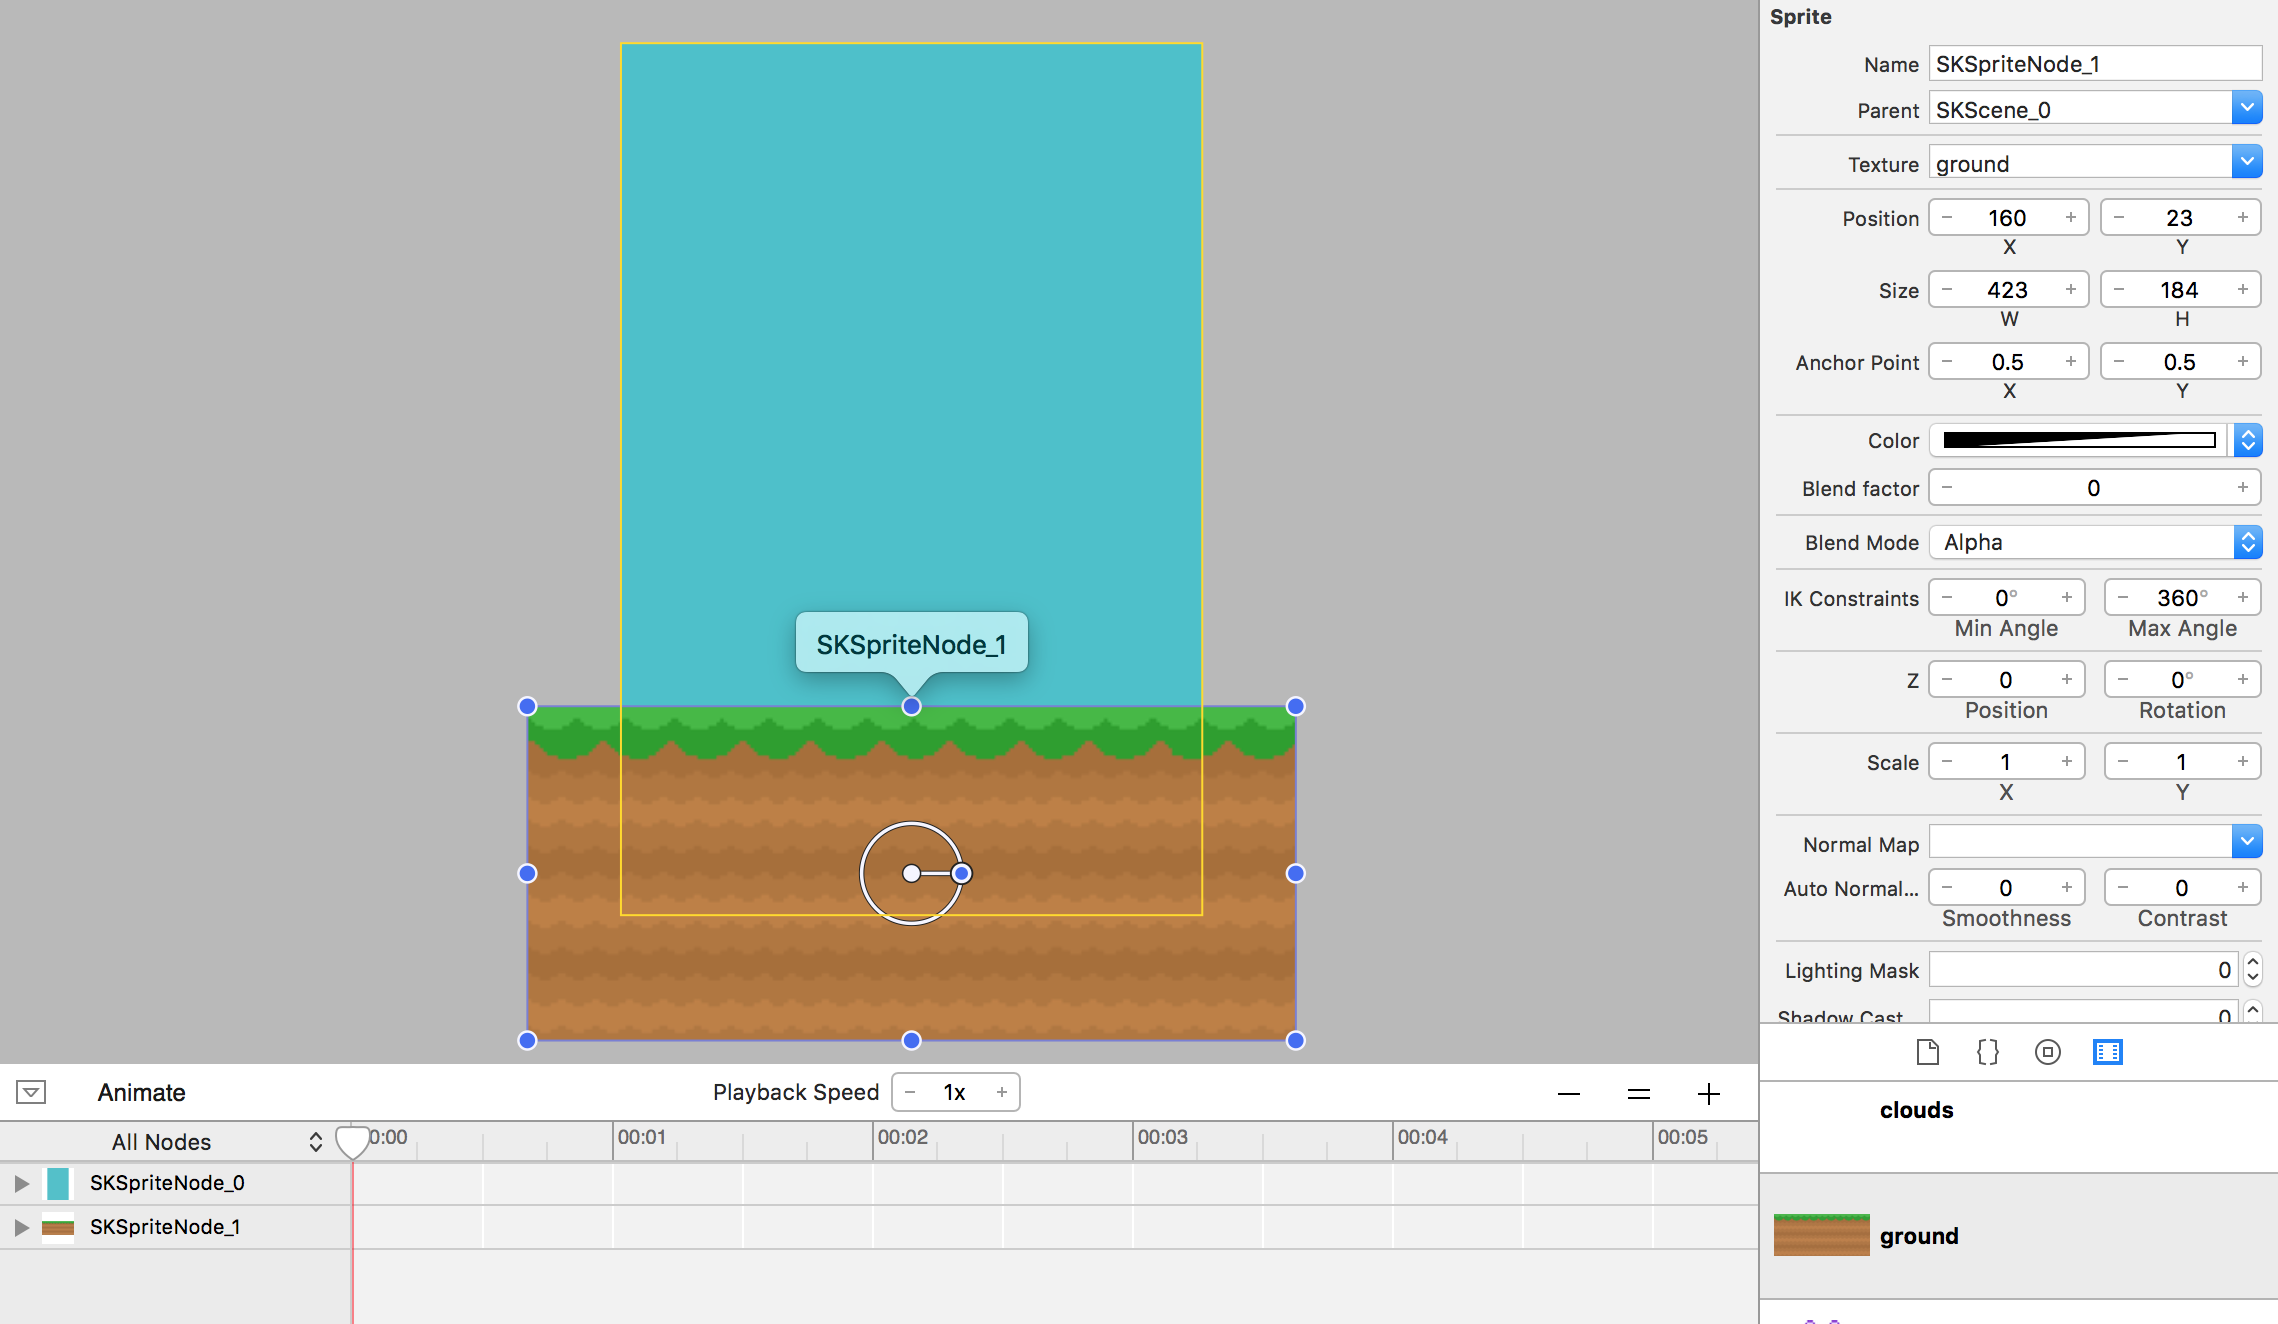 Sprite
Name SKSpriteNode_1
Parent SKScene_0
Texture ground
Position − 160 + − 23 +
X Y
Size − 423 + − 184 +
W H
Anchor Point − 0.5 + − 0.5 +
X Y
Color
Blend factor − 0 +
Blend Mode Alpha
IK Constraints − 0° + − 360° +
Min Angle Max Angle
Z − 0 + − 0° +
Position Rotation
Scale − 1 + − 1 +
X Y
Normal Map
Auto Normal... − 0 + − 0 +
Smoothness Contrast
Lighting Mask 0
Shadow Cast 0
SKSpriteNode_1
Animate Playback Speed − 1x +
All Nodes 0:00 00:01 00:02 00:03 00:04 00:05
SKSpriteNode_0
SKSpriteNode_1
clouds
ground